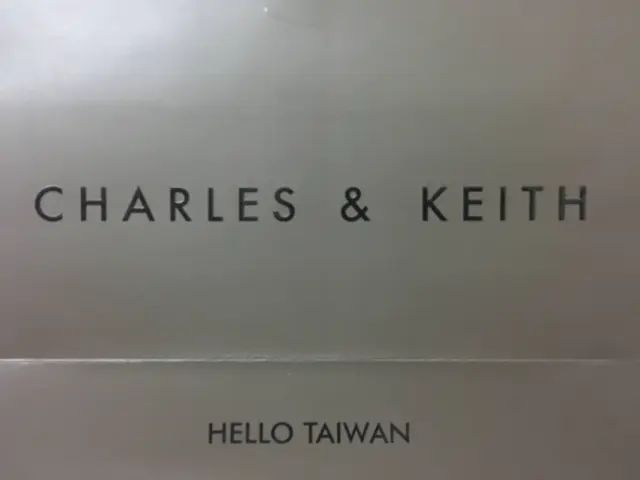 CHARLES & KEITH
HELLO TAIWAN